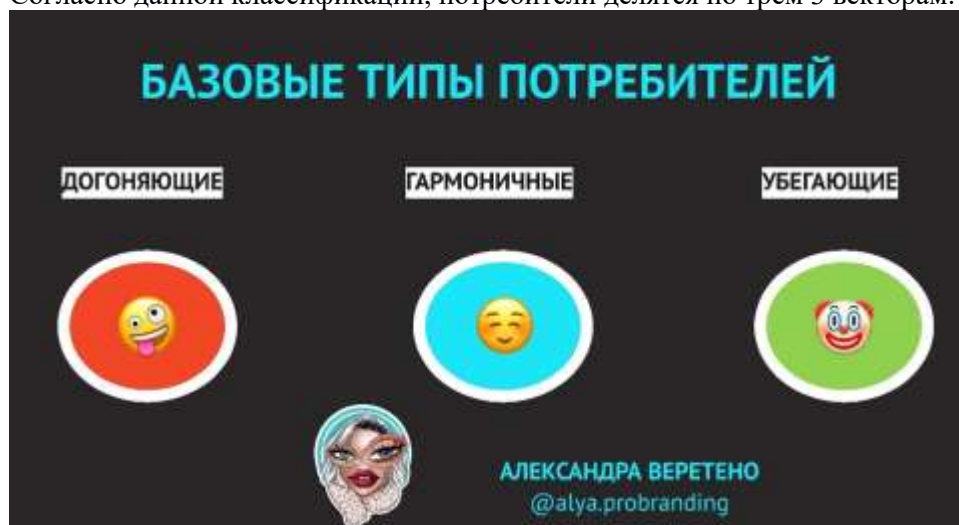 Согласно данной классификации, потребители делятся по трем 3 векторам:
БАЗОВЫЕ ТИПЫ ПОТРЕБИТЕЛЕЙ
ДОГОНЯЮЩИЕ
ГАРМОНИЧНЫЕ
УБЕГАЮЩИЕ
АЛЕКСАНДРА ВЕРЕТЕНО
@alya.probranding